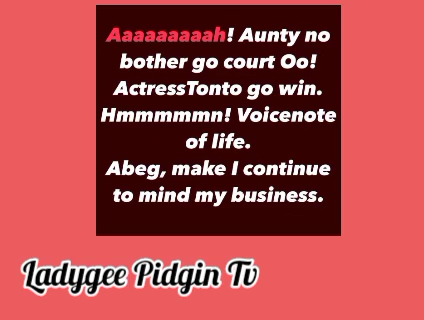 Aaaaaaaaah! Aunty no
bother go court Oo!
ActressTonto go win.
Hmmmmmn! Voicenote
of life.
Abeg, make I continue
to mind my business.
Ladygee Pidgin Tv